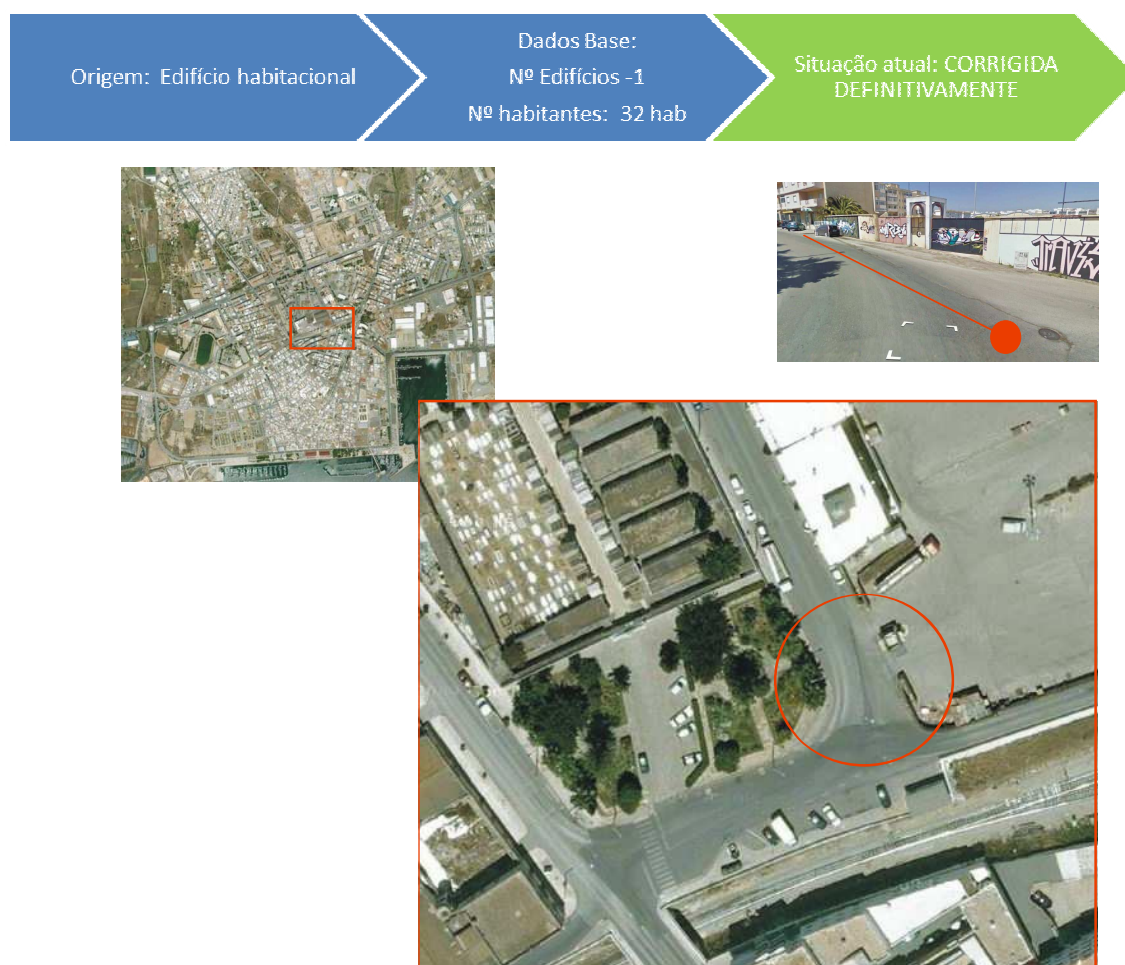 Origem: Edifício habitacional
Dados Base:
Nº Edifícios -1
Nº habitantes: 32 hab
Situação atual: CORRIGIDA
DEFINITIVAMENTE